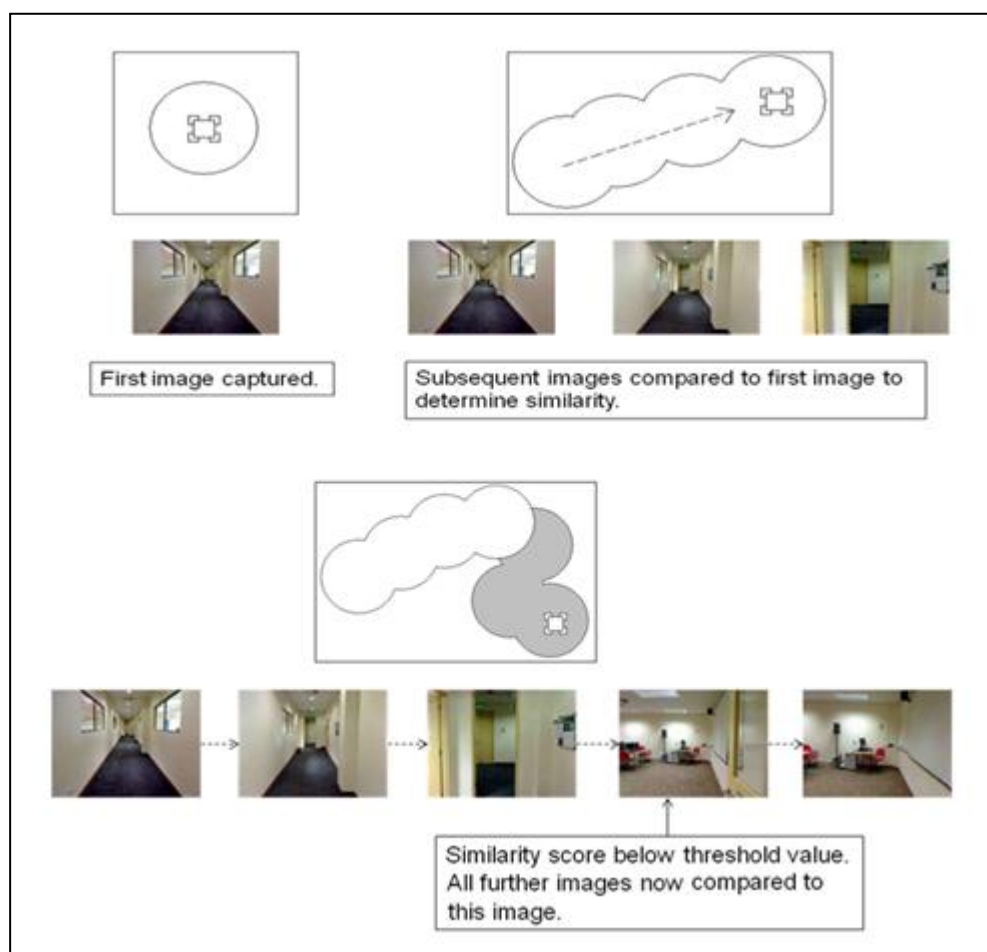 First image captured.
Subsequent images compared to first image to
determine similarity.
Similarity score below threshold value.
All further images now compared to
this image.